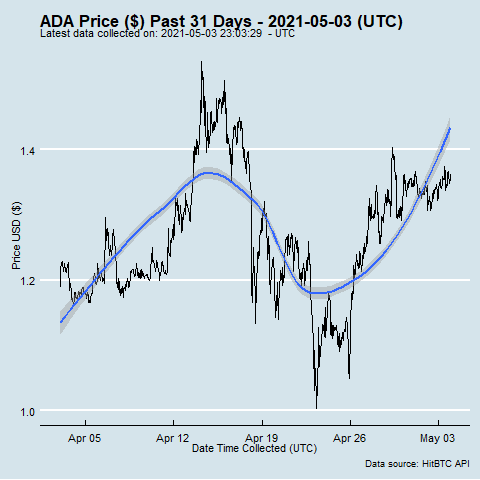 ADA Price ($) Past 31 Days - 2021-05-03 (UTC)
Latest data collected on: 2021-05-03 23:03:29 - UTC
Price USD ($)
1.4
1.2
1.0
Apr 05 Apr 12 Apr 19 Apr 26 May 03
Date Time Collected (UTC)
Data source: HitBTC API